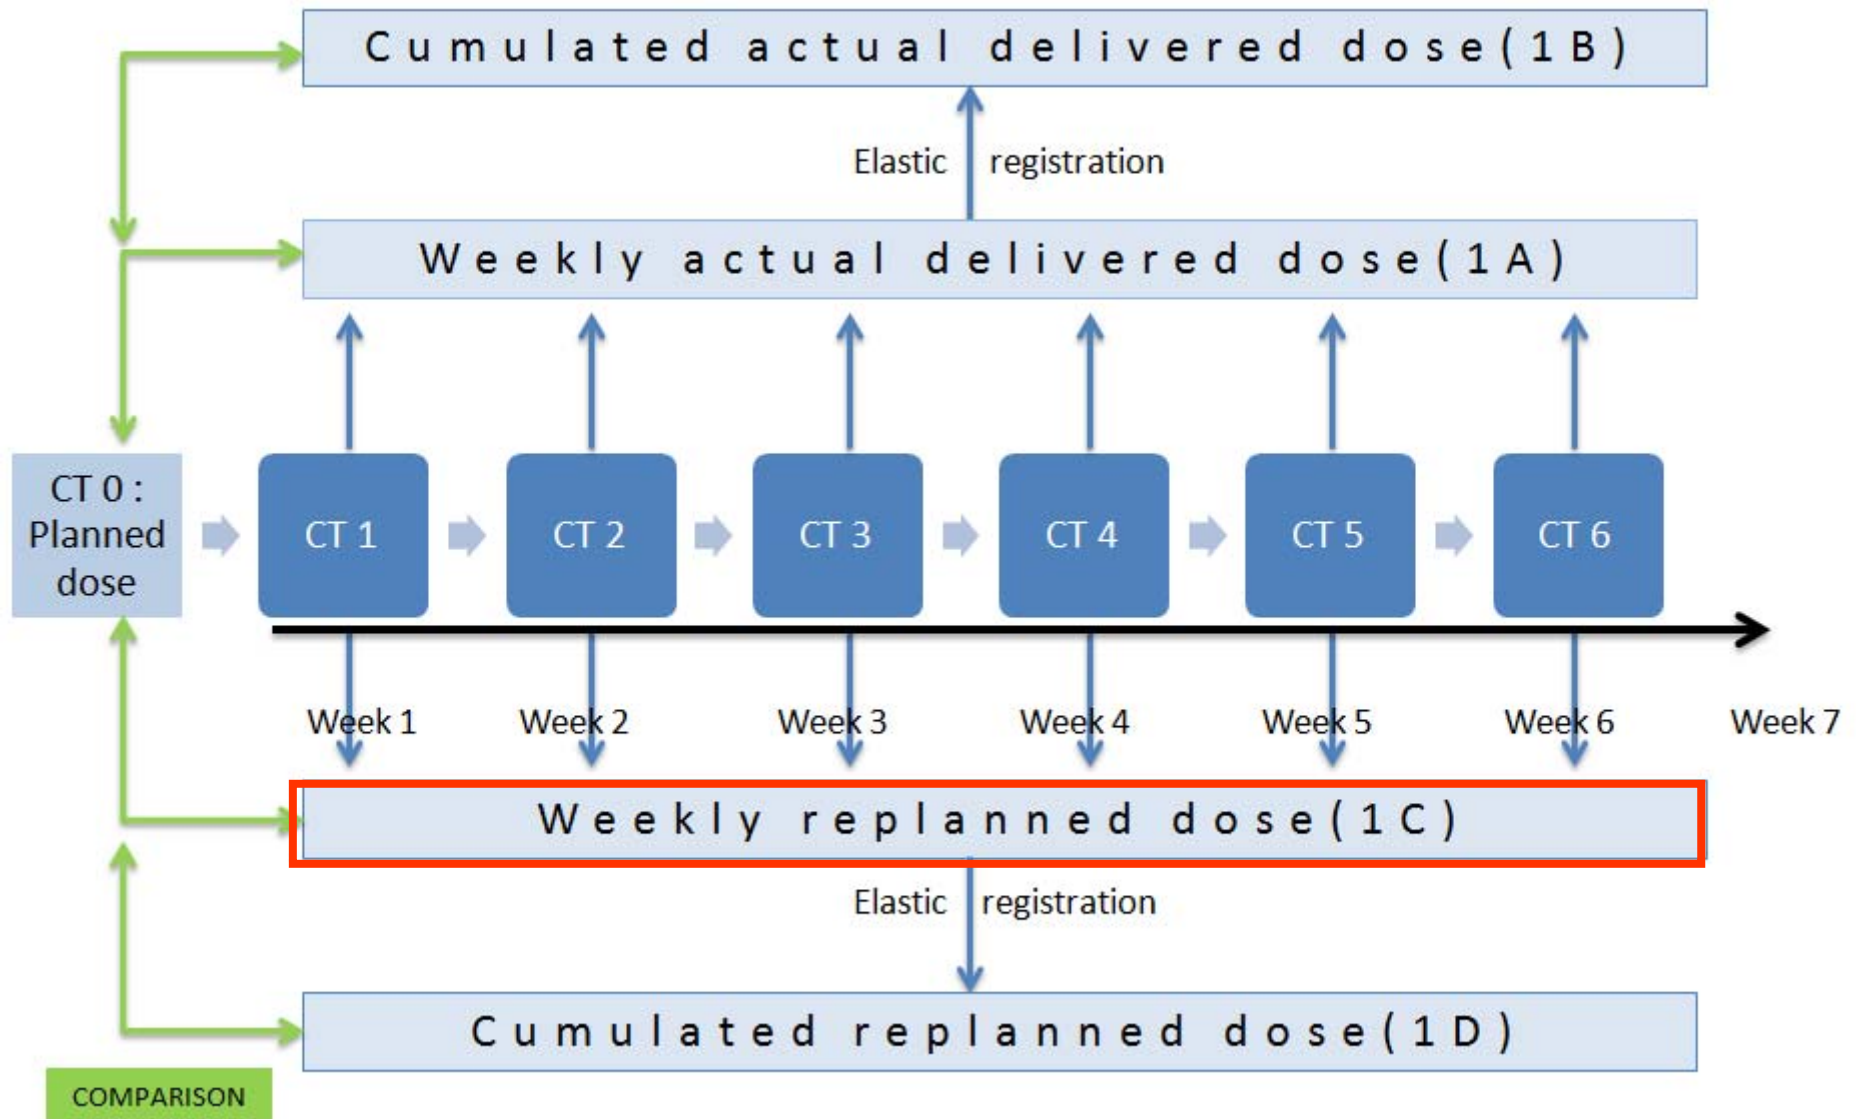 Cumulated actual delivered dose(1B)
Elastic registration
Weekly actual delivered dose(1A)
CT 0 :
Planned
dose
CT 1
CT 2
CT 3
CT 4
CT 5
CT 6
Week 1
Week 2
Week 3
Week 4
Week 5
Week 6
Week 7
Weekly replanned dose(1C)
Elastic registration
Cumulated replanned dose(1D)
COMPARISON